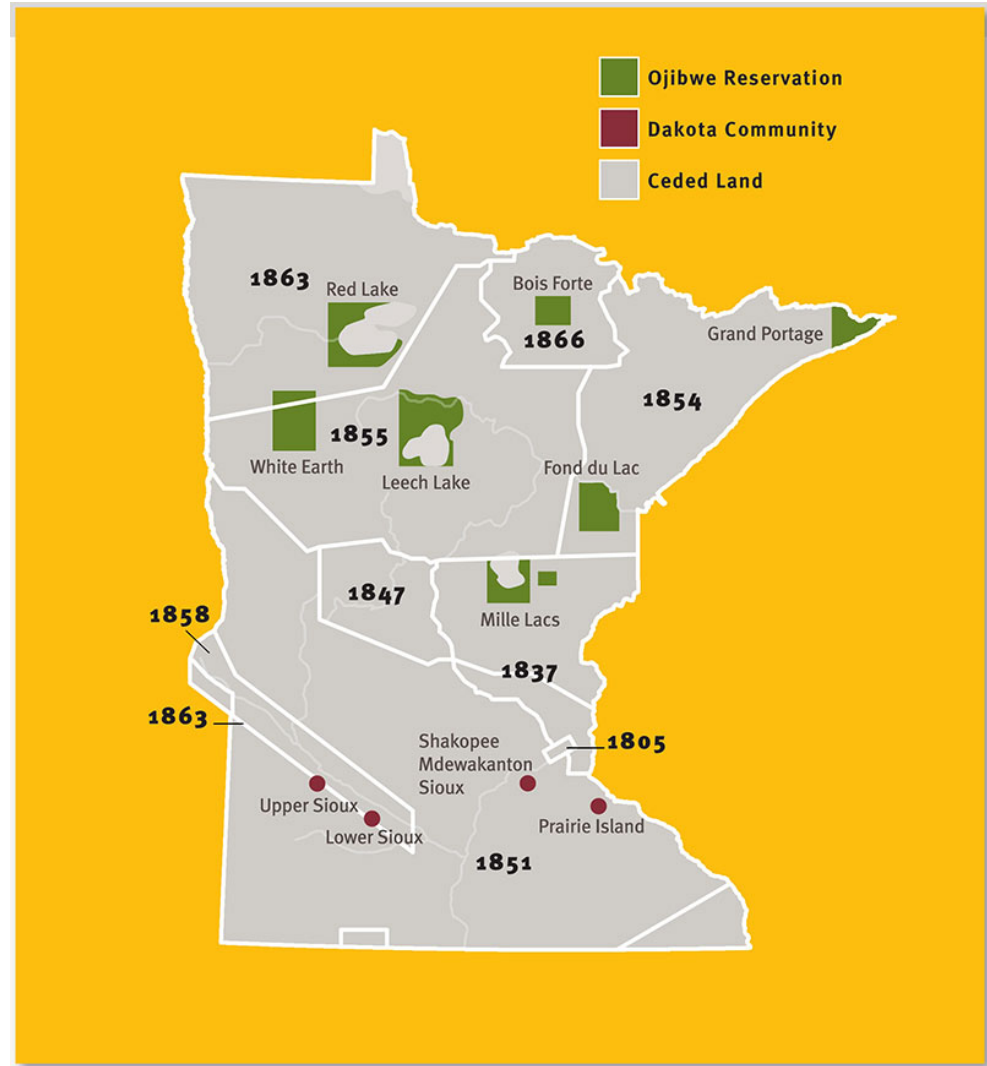 Ojibwe Reservation
Dakota Community
Ceded Land
1863
Red Lake
Bois Forte
1866
Grand Portage
1854
1855
White Earth
Leech Lake
Fond du Lac
1847
Mille Lacs
1858
1837
1863
1805
Shakopee
Mdewakanton
Sioux
Upper Sioux
Lower Sioux
Prairie Island
1851